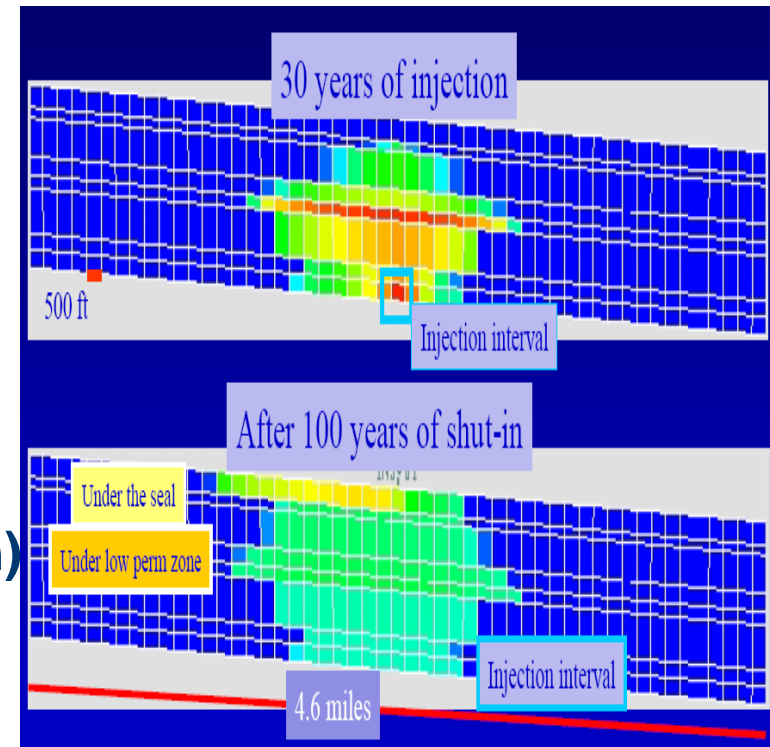 30 years of injection
500 ft
Injection interval
After 100 years of shut-in
Under the seal
)
Under low perm zone
Injection interval
4.6 miles